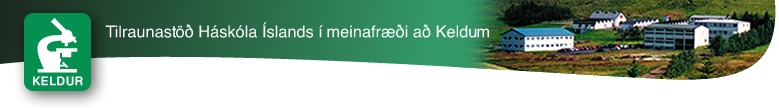 Tilraunastöð Háskóla Íslands í meinafræði að Keldum
KELDUR